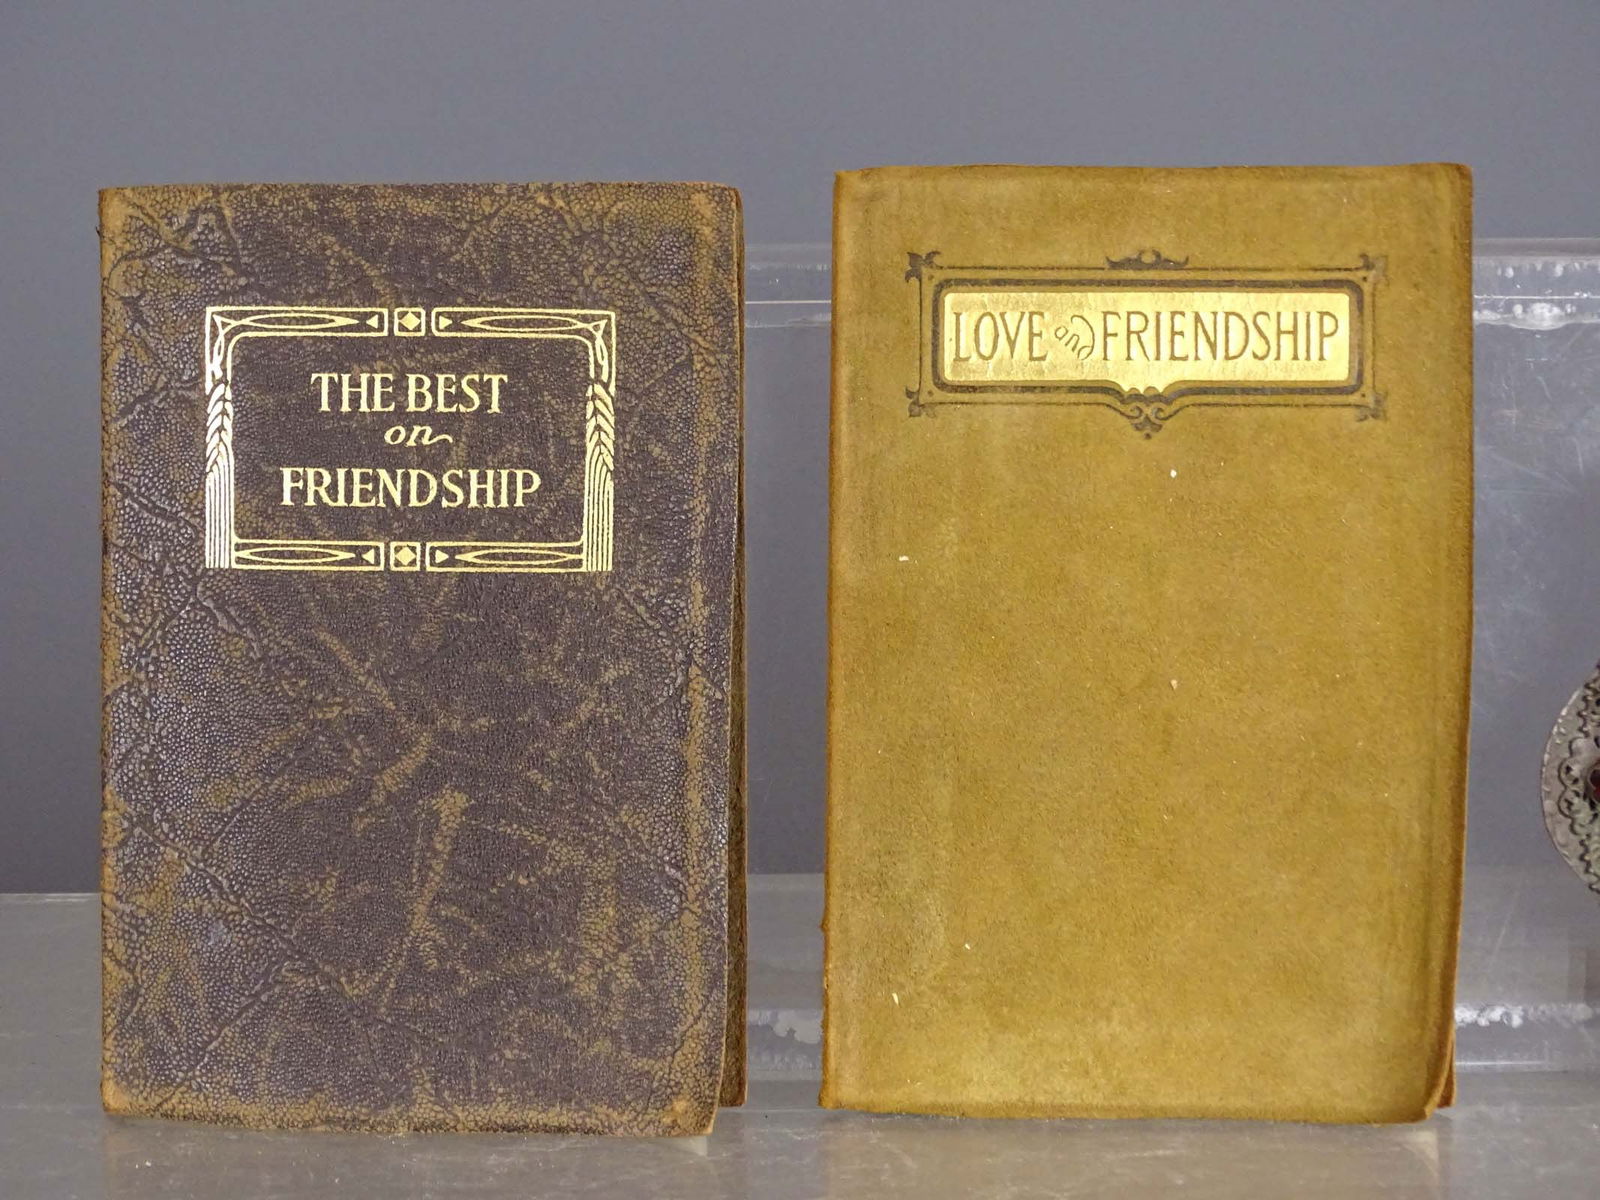 THE BEST
on
FRIENDSHIP
LOVE and FRIENDSHIP